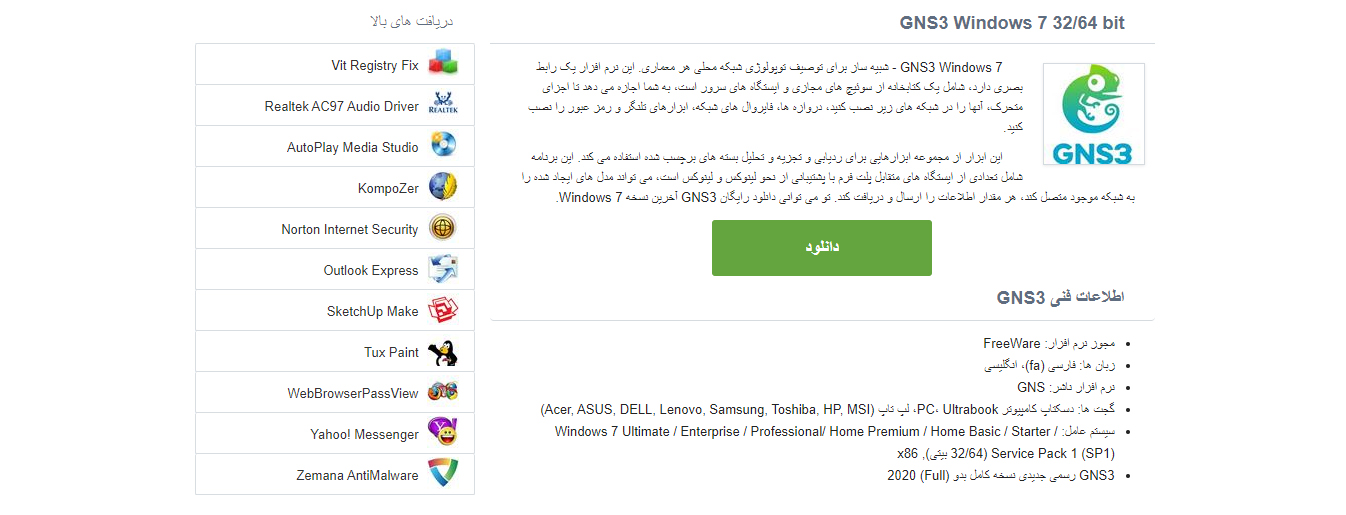 GNS3 Windows 7 32/64 bit
GNS3 Windows 7 - شبیه ساز برای توصیف توپولوژی شبکه محلی هر معماری. این نرم افزار یک رابط
بصری دارد، شامل یک کتابخانه از سوئیچ های مجازی و ایستگاه های سرور است، به شما اجازه می دهد تا اجزای
متحرک، آنها را در شبکه های زیر نصب کنید، دروازه ها، فایروال های شبکه، ابزارهای تلنگر و رمز عبور را نصب
کنید.
GNS3
این ابزار از مجموعه ابزارهایی برای ردیابی و تجزیه و تحلیل بسته های برچسب شده استفاده می کند. این برنامه
شامل تعدادی از ایستگاه های متقابل پلت فرم با پشتیبانی از نحو لینوکس و لینوکس است، می تواند مدل های ایجاد شده را
به شبکه موجود متصل کند، هر مقدار اطلاعات را ارسال و دریافت کند. تو می توانی دانلود رایگان GNS3 آخرین نسخه Windows 7.
دانلود
اطلاعات فنی GNS3
مجوز نرم افزار: FreeWare
زبان ها: فارسی (fa)، انگلیسی
نرم افزار ناشر: GNS
گجت ها: دسکتاپ کامپیوتر PC، Ultrabook، لپ تاپ (Acer, ASUS, DELL, Lenovo, Samsung, Toshiba, HP, MSI)
سیستم عامل: Windows 7 Ultimate / Enterprise / Professional/ Home Premium / Home Basic / Starter /
Service Pack 1 (SP1) (32/64 بیتی), x86
GNS3 رسمی جدیدی نسخه کامل بدو (Full) 2020
دریافت های بالا
Vit Registry Fix
Realtek AC97 Audio Driver
REALTEK
AutoPlay Media Studio
KompoZer
Norton Internet Security
Outlook Express
SketchUp Make
Tux Paint
WebBrowserPassView
Yahoo! Messenger
Zemana AntiMalware